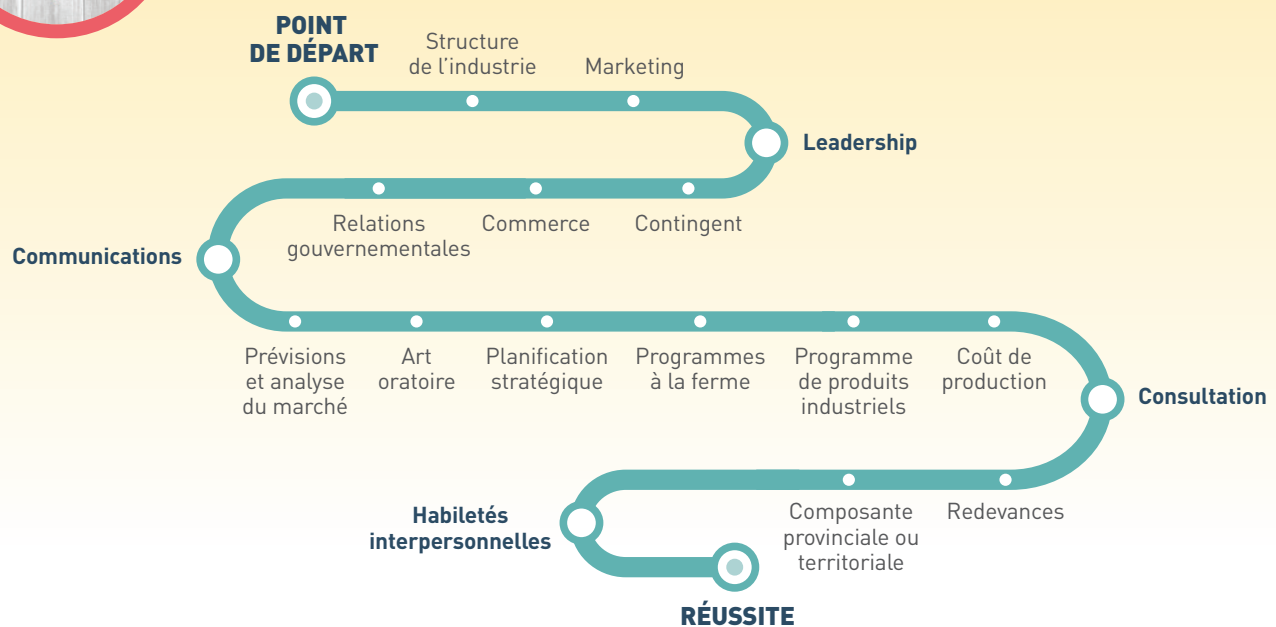 POINT
DE DÉPART
Structure
de l'industrie
Marketing
Leadership
Relations
gouvernementales
Commerce
Contingent
Communications
Prévisions
et analyse
du marché
Art
oratoire
Planification
stratégique
Programmes
à la ferme
Programme
de produits
industriels
Coût de
production
Consultation
Habiletés
interpersonnelles
Composante
provinciale ou
territoriale
Redevances
RÉUSSITE